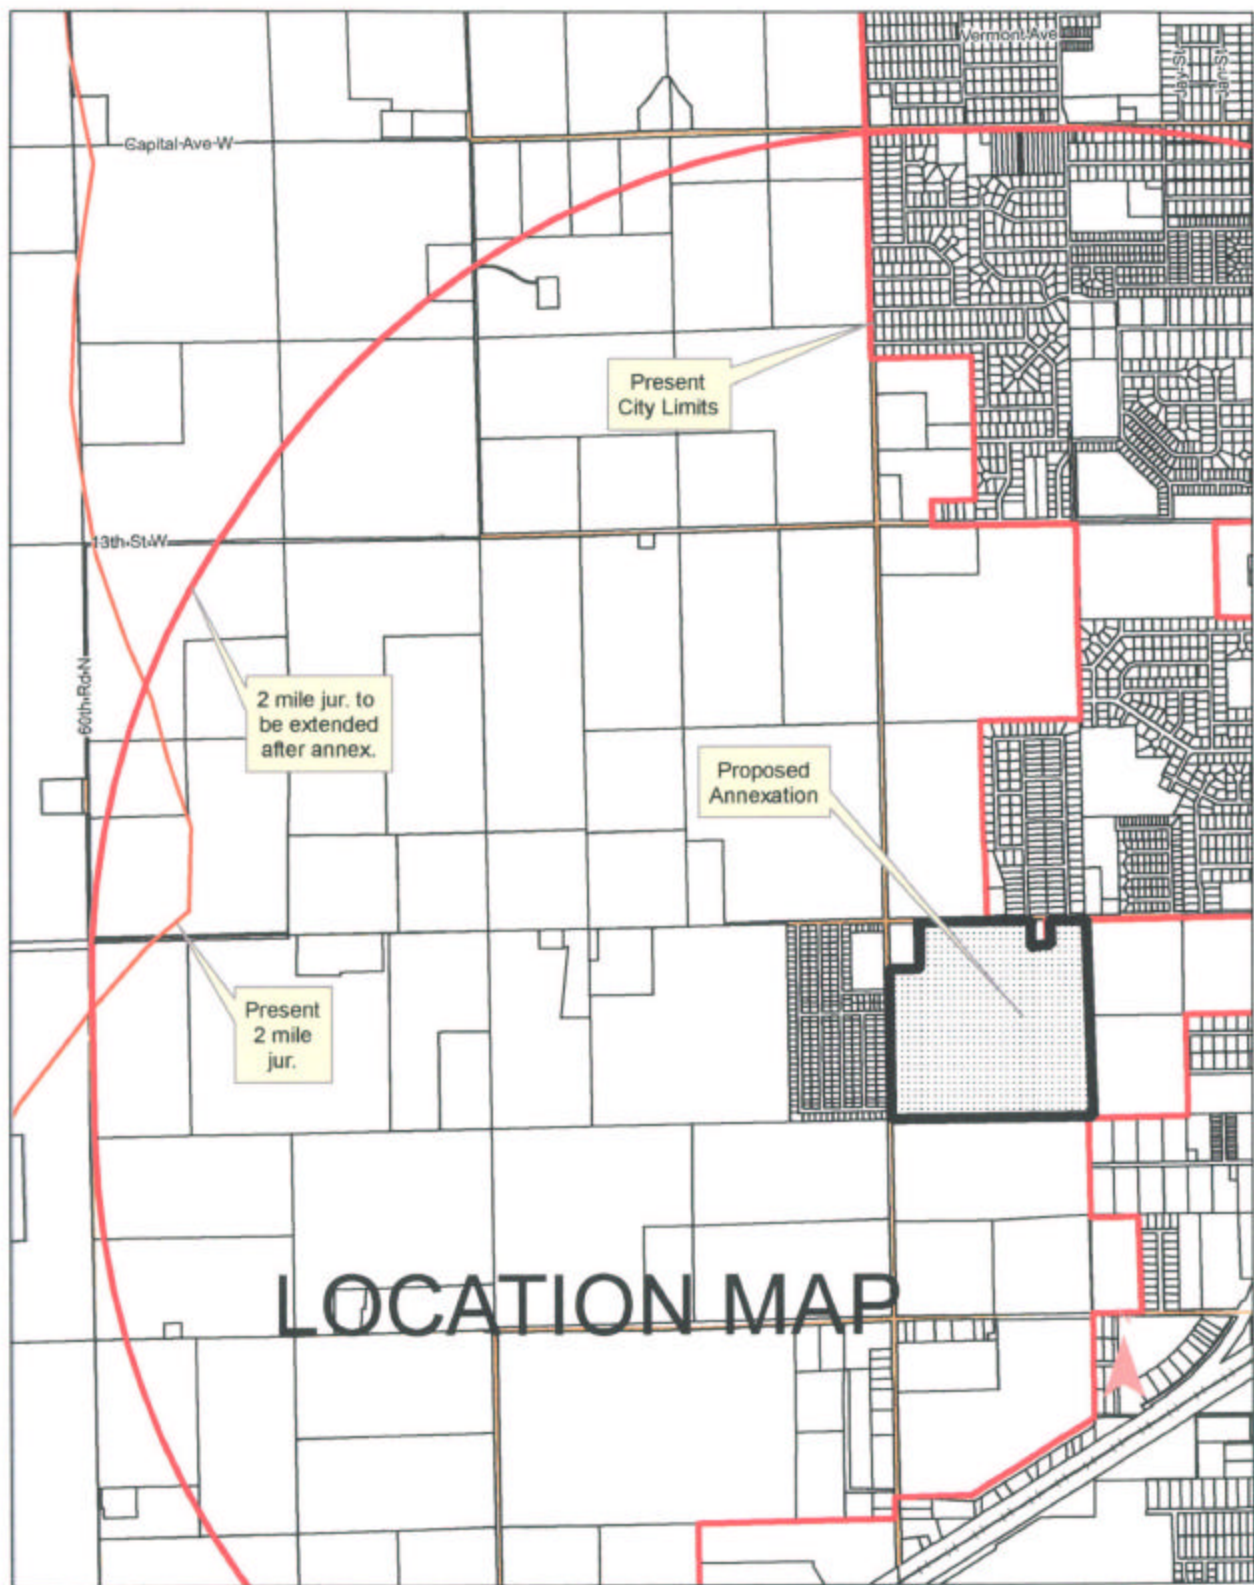 Vermont Ave
Jay St
Jan St
Capital Ave W
Present
City Limits
13th St W
60th Rd N
2 mile jur. to
be extended
after annex.
Proposed
Annexation
Present
2 mile
jur.
LOCATION MAP